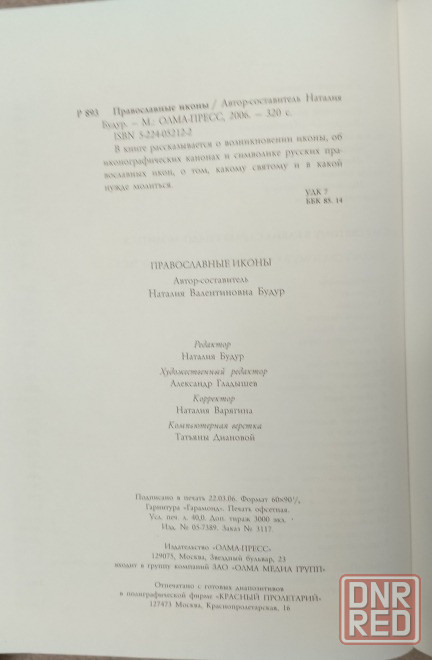 Р 893 Православные иконы / Автор-составитель Наталия
Будур. – М.: ОЛМА-ПРЕСС, 2006. – 320 с.
ISBN 5-224-05212-2
В книге рассказывается о возникновении иконы, об
иконографических канонах и символике русских пра-
вославных икон, о том, какому святому и в какой
нужде молиться.
УДК 7
ББК 85. 14
ПРАВОСЛАВНЫЕ ИКОНЫ
Автор-составитель
Наталия Валентиновна Будур
Редактор
Наталия Будур
Художественный редактор
Александр Гладышев
Корректор
Наталия Варягина
Компьютерная верстка
Татьяны Диановой
Подписано в печать 22.03.06. Формат 60×90 1/8.
Гарнитура «Гарамонд». Печать офсетная.
Усл. печ. л. 40,0. Доп. тираж 3000 экз.
Изд. № 03-7389. Заказ № 3117.
Издательство «ОЛМА-ПРЕСС»
129075, Москва, Звездный бульвар, 23
входит в группу компаний ЗАО «ОЛМА МЕДИА ГРУПП»
Отпечатано с готовых диапозитивов
в полиграфической фирме «КРАСНЫЙ ПРОЛЕТАРИЙ»
127473 Москва, Краснопролетарская, 16
DNR
RED